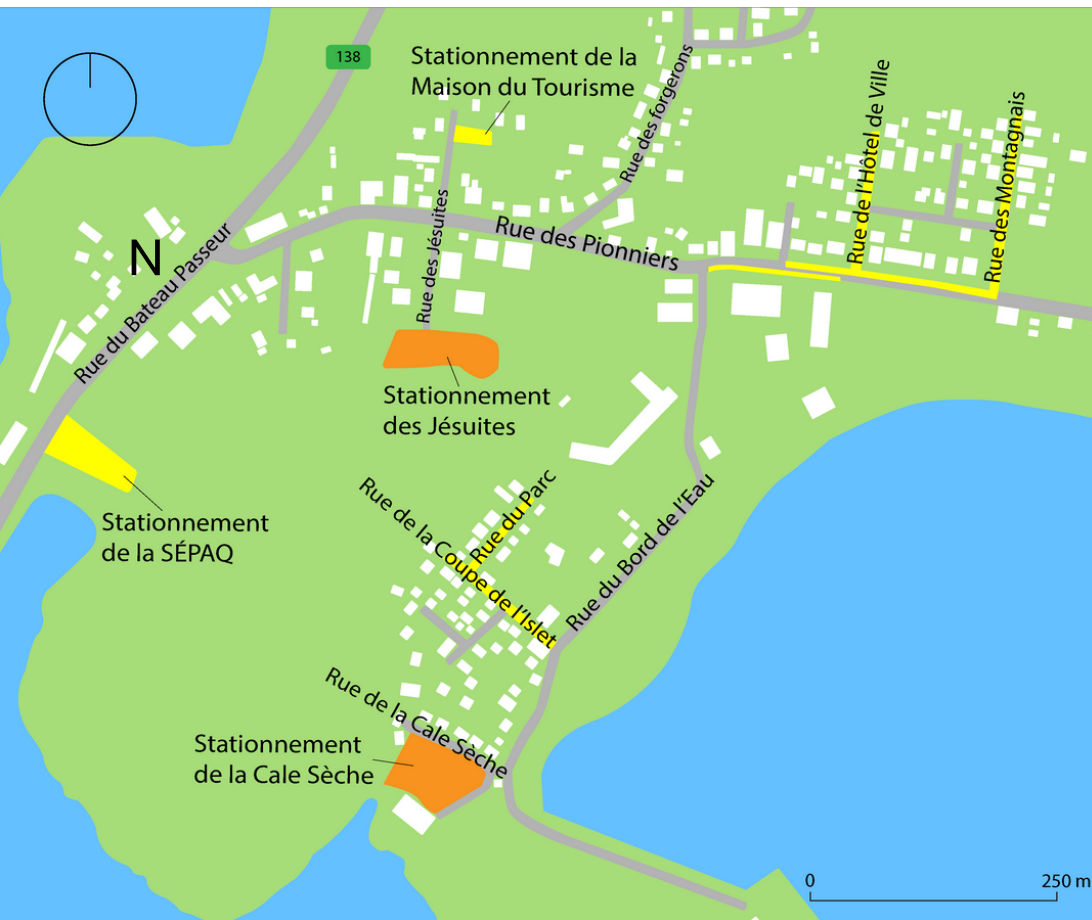 138
Stationnement de la
Maison du Tourisme
Rue des forgerons
Rue de l'Hôtel de Ville
Rue des Montagnais
N
Rue du Bateau Passeur
Rue des Jésuites
Rue des Pionniers
Stationnement
des Jésuites
Stationnement
de la SÉPAQ
Rue du Parc
Rue de la Coupe de l'Islet
Rue du Bord de l'Eau
Rue de la Cale Sèche
Stationnement
de la Cale Sèche
0
250 m